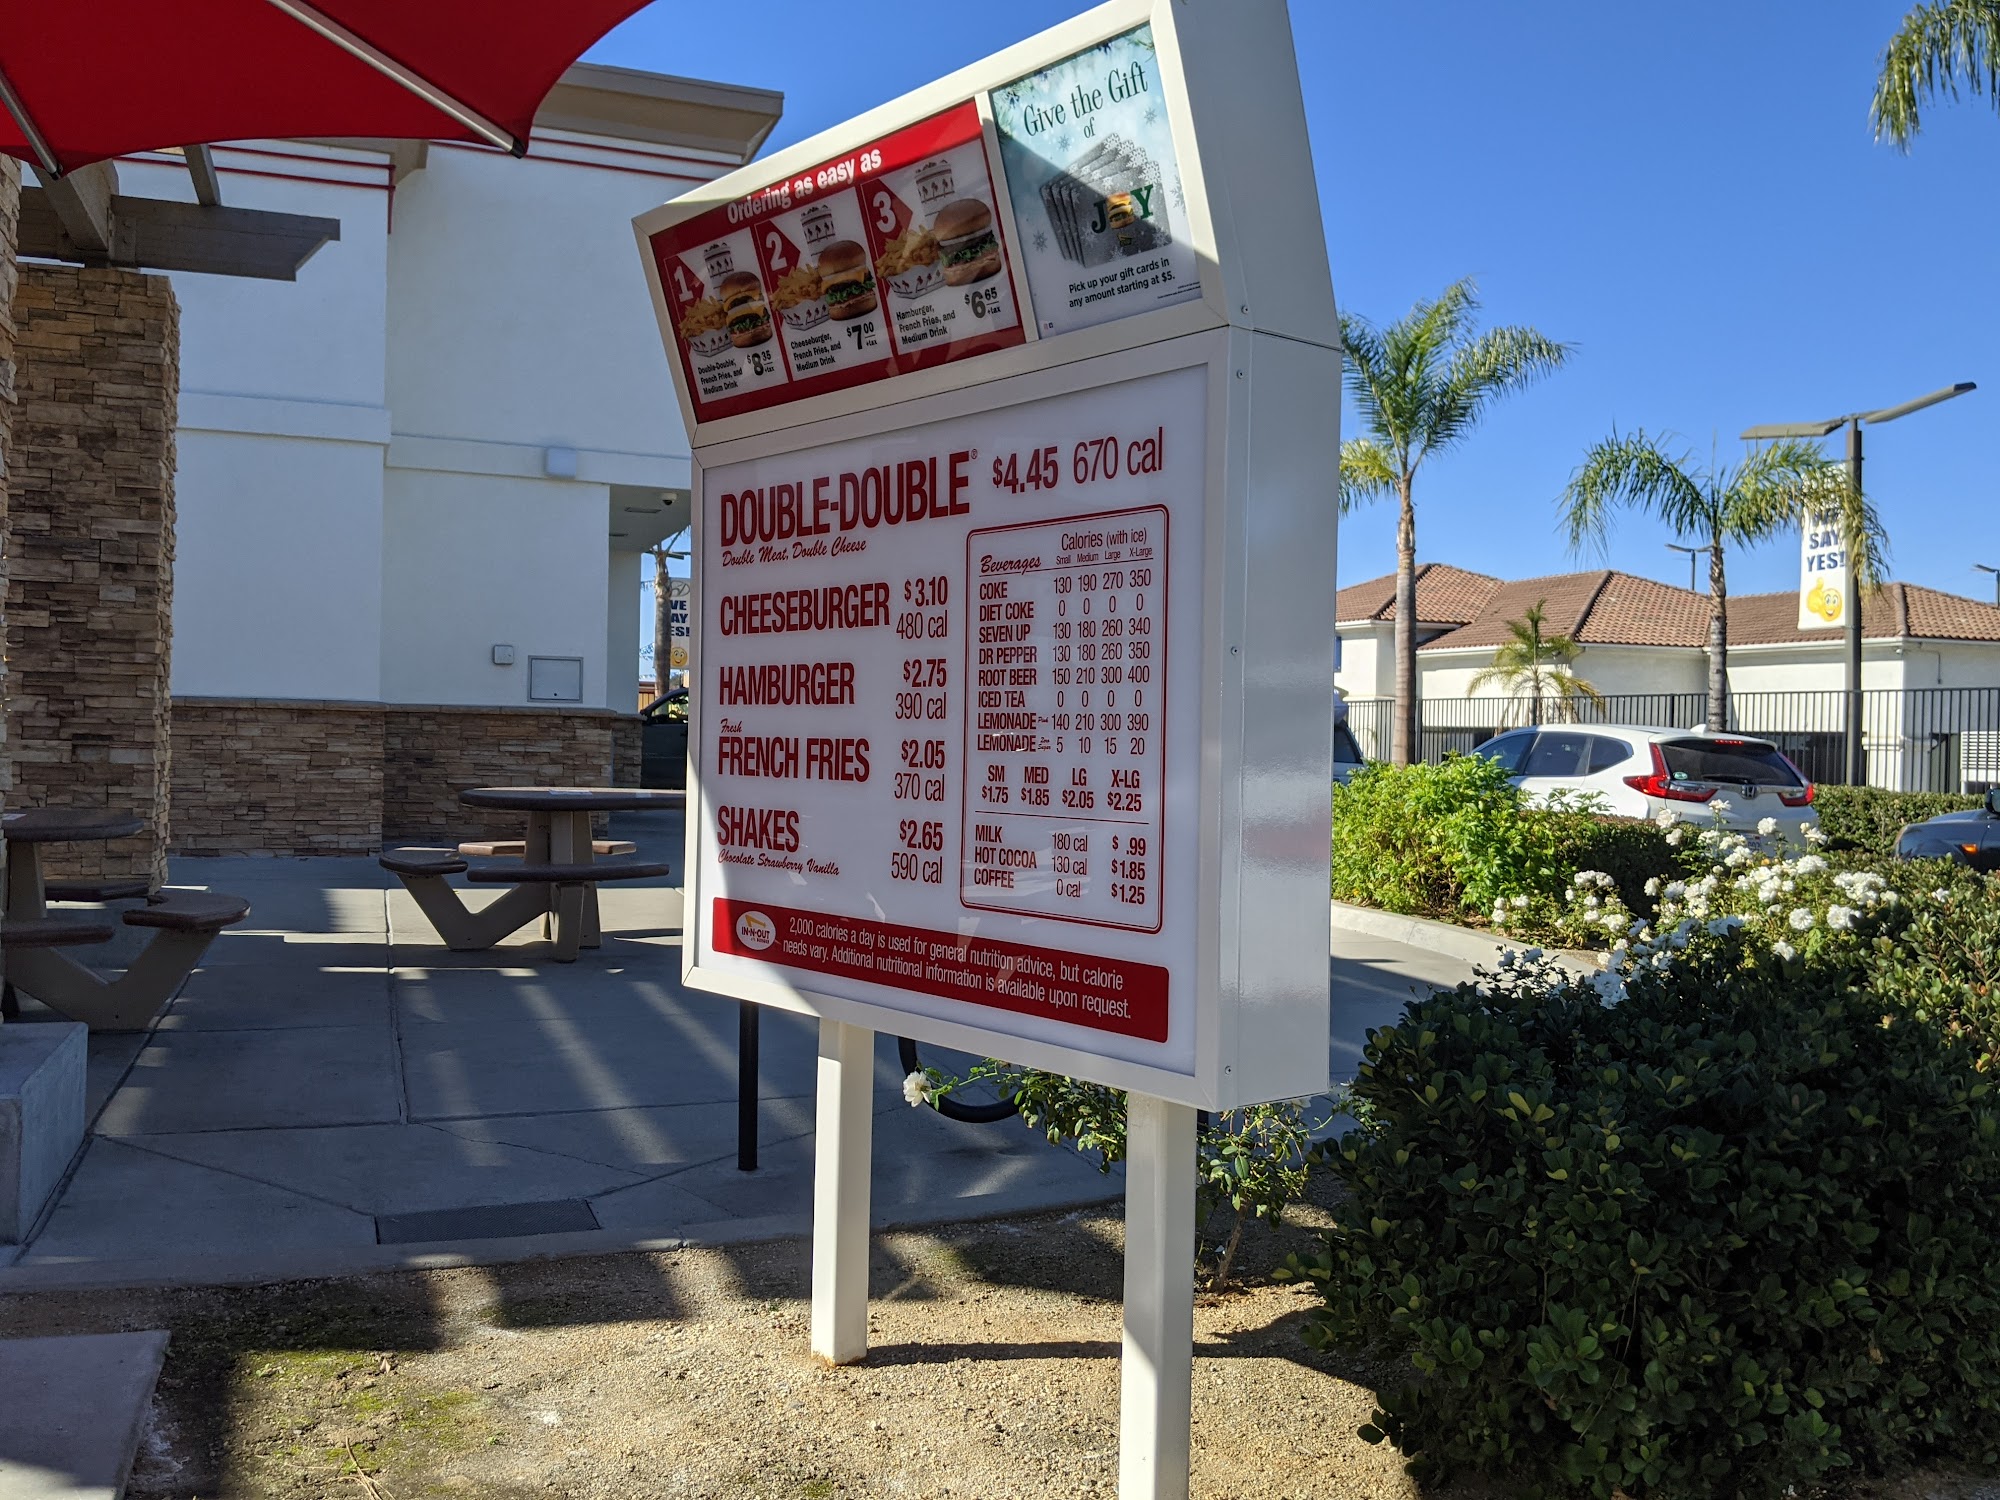 Ordering as easy as
1
Double-Double,
French Fries, and
Medium Drink
$8.35
+tax
2
Cheeseburger,
French Fries, and
Medium Drink
$7.00
+tax
3
Hamburger,
French Fries, and
Medium Drink
$6.65
+tax
Give the Gift
of
JOY
Pick up your gift cards in
any amount starting at $5.
DOUBLE-DOUBLE® $4.45 670 cal
Double Meat, Double Cheese
CHEESEBURGER $3.10
480 cal
HAMBURGER $2.75
390 cal
Fresh
FRENCH FRIES $2.05
370 cal
SHAKES $2.65
Chocolate Strawberry Vanilla 590 cal
Calories (with ice)
Beverages Small Medium Large X-Large
COKE 130 190 270 350
DIET COKE 0 0 0 0
SEVEN UP 130 180 260 340
DR PEPPER 130 180 260 350
ROOT BEER 150 210 300 400
ICED TEA 0 0 0 0
LEMONADE Pink 140 210 300 390
LEMONADE Zero Sugar 5 10 15 20
SM MED LG X-LG
$1.75 $1.85 $2.05 $2.25
MILK 180 cal $ .99
HOT COCOA 130 cal $1.85
COFFEE 0 cal $1.25
IN-N-OUT
BURGER
2,000 calories a day is used for general nutrition advice, but calorie
needs vary. Additional nutritional information is available upon request.
VE
AY
ES!
SAY
YES!